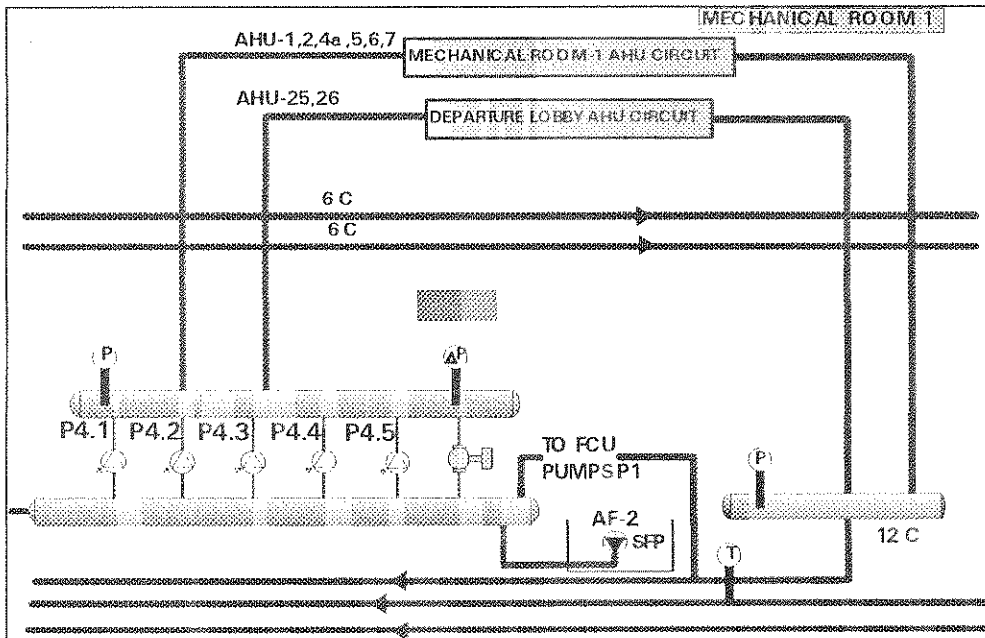 MECHANICAL ROOM 1
AHU-1,2,4a,5,6,7
MECHANICAL ROOM-1 AHU CIRCUIT
AHU-25,26
DEPARTURE LOBBY AHU CIRCUIT
6 C
6 C
P
ΔP
P4.1
P4.2
P4.3
P4.4
P4.5
TO FCU
PUMPS P1
P
AF-2
SFP
12 C
T